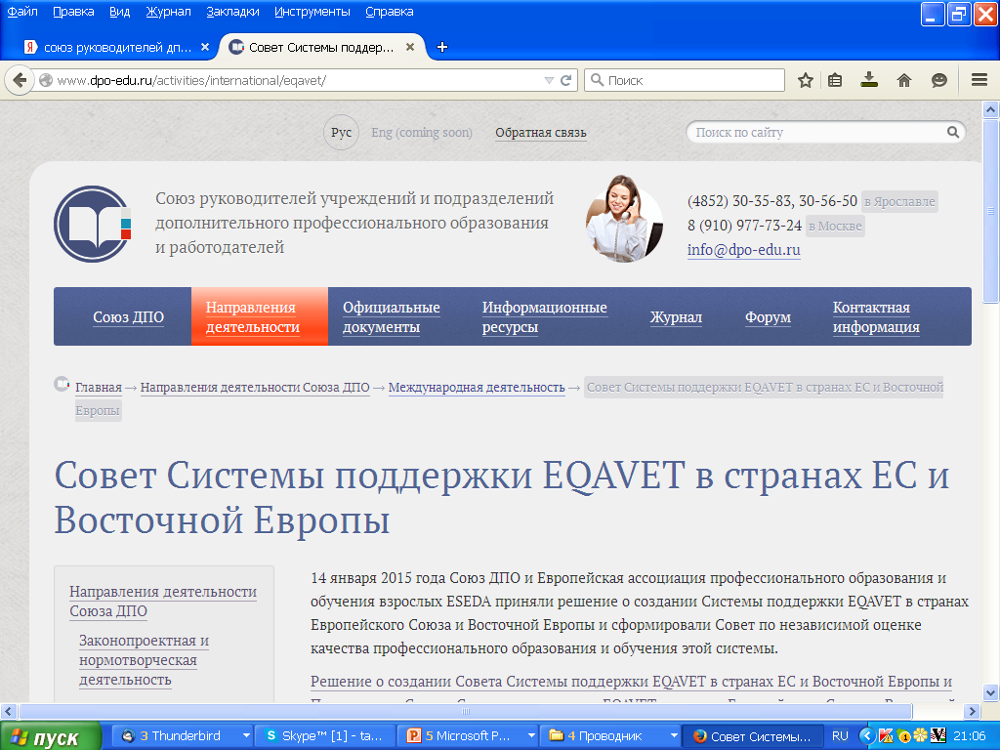 Файл Правка Вид Журнал Закладки Инструменты Справка
союз руководителей дп... × Совет Системы поддер... × +
www.dpo-edu.ru/activities/international/eqavet/ Поиск
Рус Eng (coming soon) Обратная связь Поиск по сайту
Союз руководителей учреждений и подразделений
дополнительного профессионального образования
и работодателей
(4852) 30-35-83, 30-56-50 в Ярославле
8 (910) 977-73-24 в Москве
info@dpo-edu.ru
Союз ДПО
Направления
деятельности
Официальные
документы
Информационные
ресурсы
Журнал
Форум
Контактная
информация
Главная → Направления деятельности Союза ДПО → Международная деятельность → Совет Системы поддержки EQAVET в странах ЕС и Восточной
Европы
Совет Системы поддержки EQAVET в странах ЕС и
Восточной Европы
Направления деятельности
Союза ДПО
Законопроектная и
нормотворческая
деятельность
14 января 2015 года Союз ДПО и Европейская ассоциация профессионального образования и
обучения взрослых ESEDA приняли решение о создании Системы поддержки EQAVET в странах
Европейского Союза и Восточной Европы и сформировали Совет по независимой оценке
качества профессионального образования и обучения этой системы.
Решение о создании Совета Системы поддержки EQAVET в странах ЕС и Восточной Европы и
пуск 3 Thunderbird Skype™ [1] - ta... 5 Microsoft P... 4 Проводник Совет Системы... RU 21:06